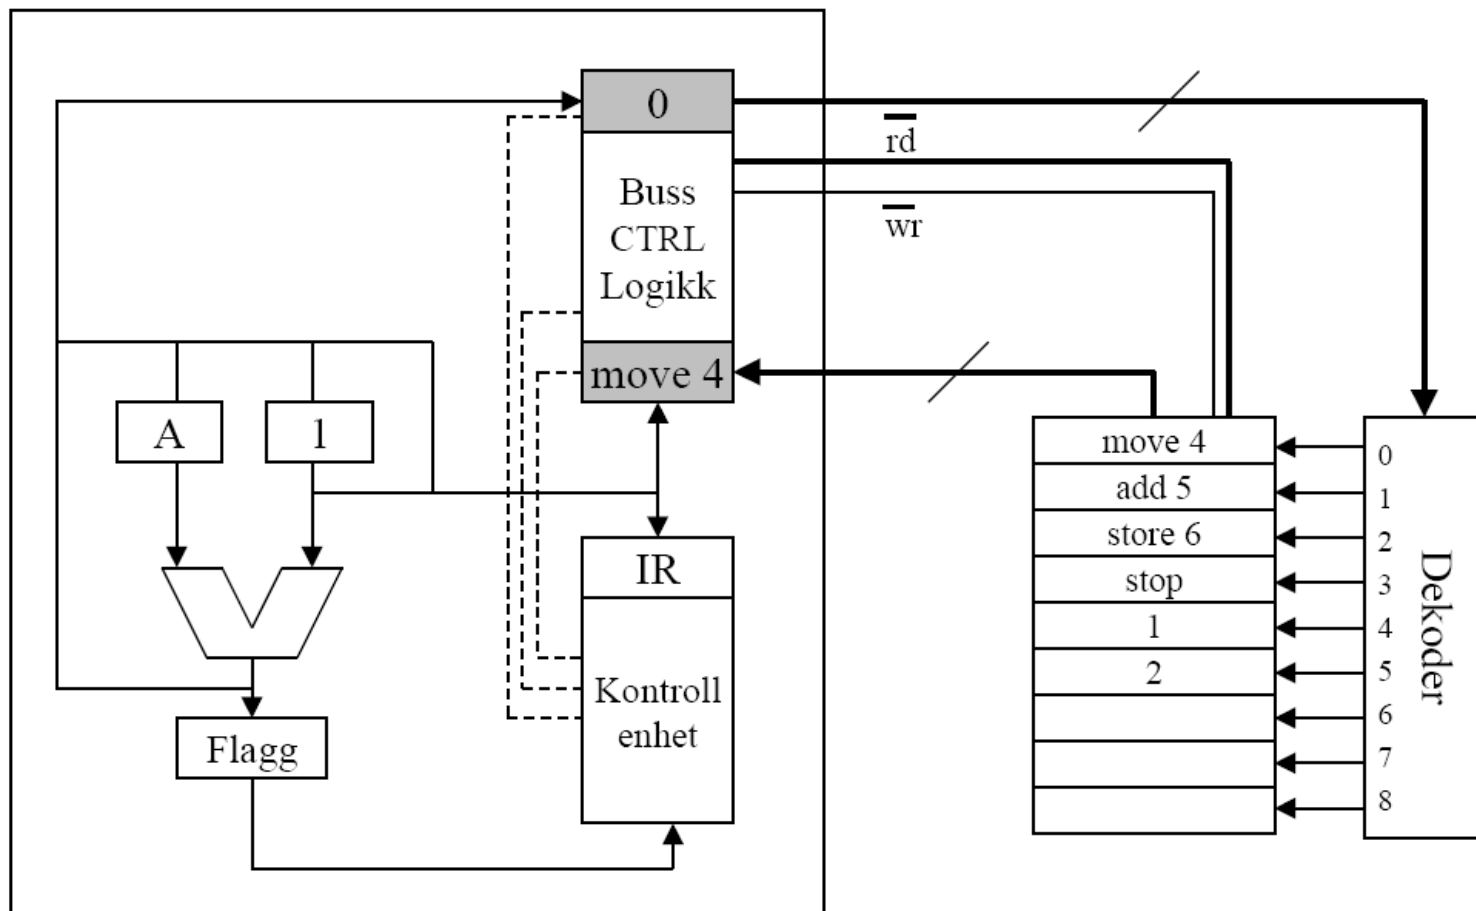 0
rd
Buss
CTRL
Logikk
wr
move 4
A
1
IR
Kontroll
enhet
Flagg
move 4
add 5
store 6
stop
1
2
0
1
2
3
4
5
6
7
8
Dekoder